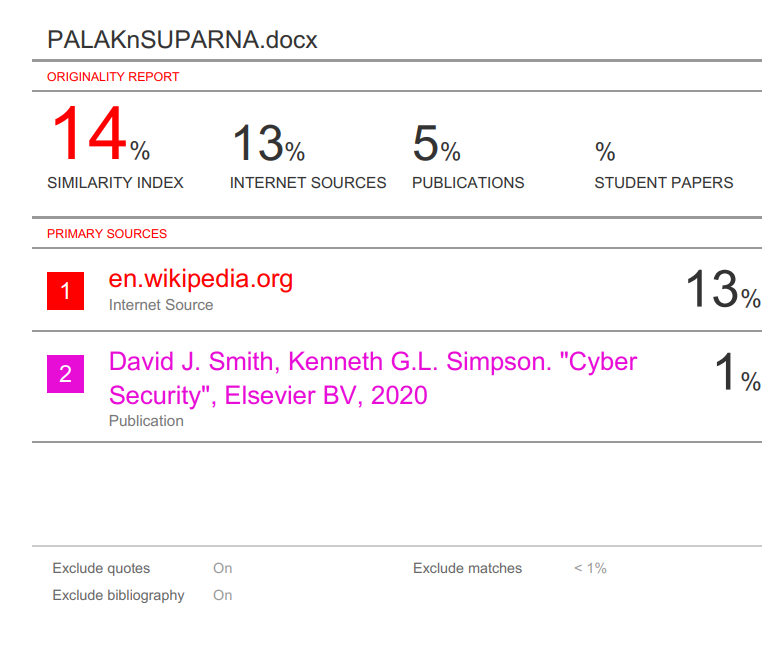 PALAKnSUPARNA.docx
ORIGINALITY REPORT
14% 13% 5% %
SIMILARITY INDEX INTERNET SOURCES PUBLICATIONS STUDENT PAPERS
PRIMARY SOURCES
1 en.wikipedia.org 13%
Internet Source
2 David J. Smith, Kenneth G.L. Simpson. "Cyber 1%
Security", Elsevier BV, 2020
Publication
Exclude quotes On Exclude matches < 1%
Exclude bibliography On